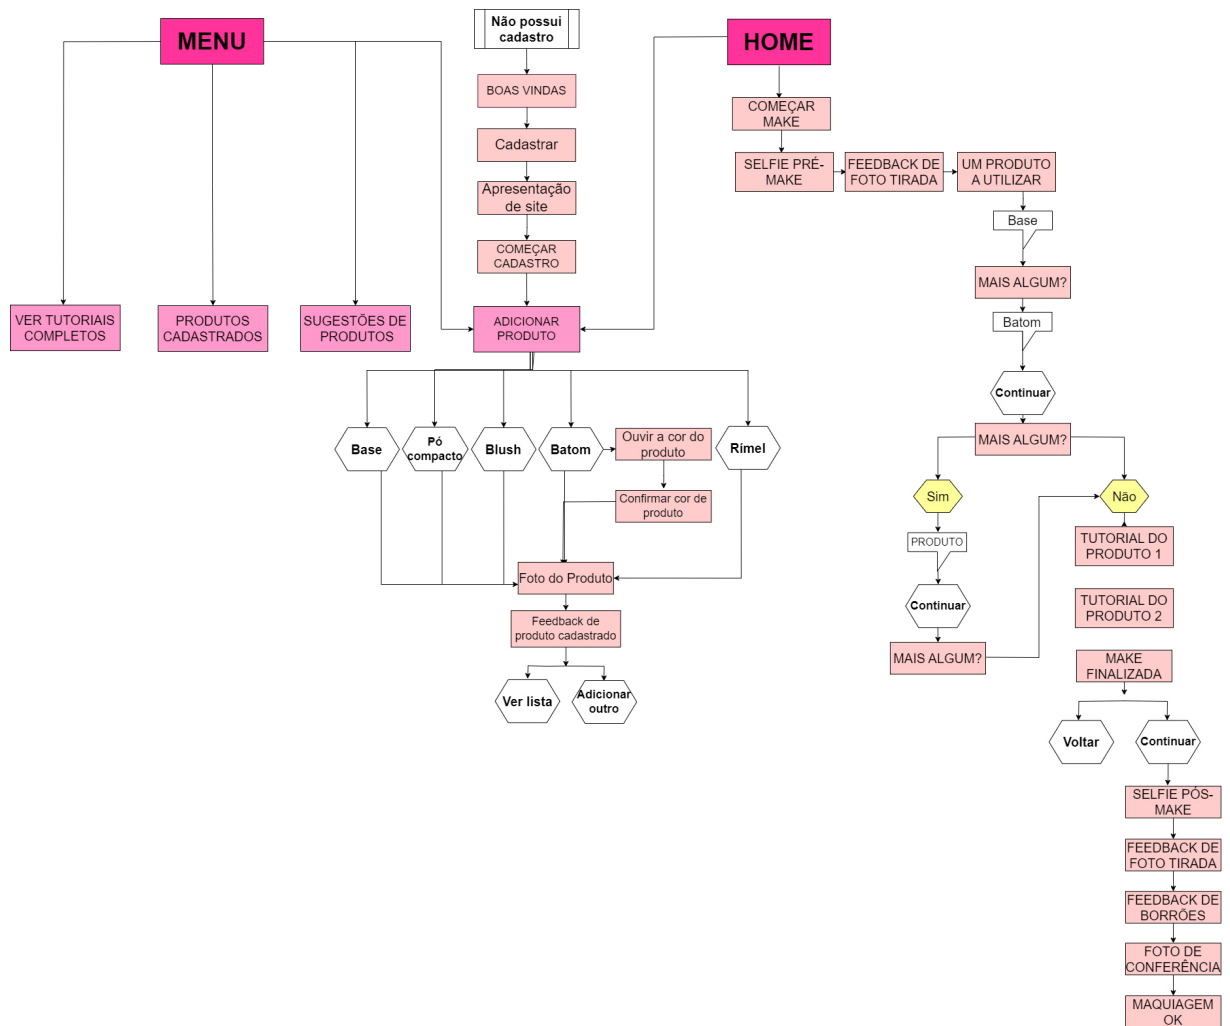 MENU
Não possui
cadastro
HOME
BOAS VINDAS
Cadastrar
Apresentação
de site
COMEÇAR
CADASTRO
COMEÇAR
MAKE
SELFIE PRÉ-
MAKE
FEEDBACK DE
FOTO TIRADA
UM PRODUTO
A UTILIZAR
Base
MAIS ALGUM?
Batom
Continuar
MAIS ALGUM?
VER TUTORIAIS
COMPLETOS
PRODUTOS
CADASTRADOS
SUGESTÕES DE
PRODUTOS
ADICIONAR
PRODUTO
Base
Pó
compacto
Blush
Batom
Ouvir a cor do
produto
Rímel
Confirmar cor de
produto
Foto do Produto
Feedback de
produto cadastrado
Ver lista
Adicionar
outro
Sim
Não
PRODUTO
Continuar
MAIS ALGUM?
TUTORIAL DO
PRODUTO 1
TUTORIAL DO
PRODUTO 2
MAKE
FINALIZADA
Voltar
Continuar
SELFIE PÓS-
MAKE
FEEDBACK DE
FOTO TIRADA
FEEDBACK DE
BORRÕES
FOTO DE
CONFERÊNCIA
MAQUIAGEM
OK